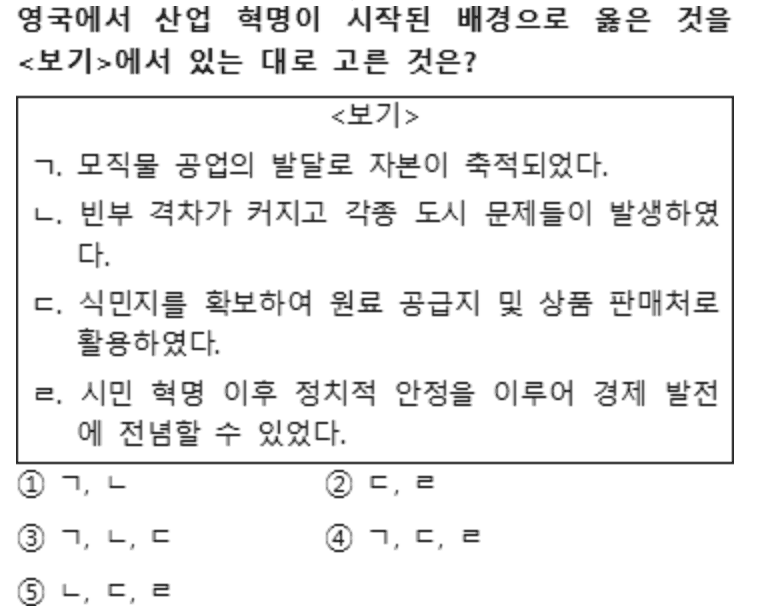 영국에서 산업 혁명이 시작된 배경으로 옳은 것을
<보기>에서 있는 대로 고른 것은?
<보기>
ㄱ. 모직물 공업의 발달로 자본이 축적되었다.
ㄴ. 빈부 격차가 커지고 각종 도시 문제들이 발생하였
다.
ㄷ. 식민지를 확보하여 원료 공급지 및 상품 판매처로
활용하였다.
ㄹ. 시민 혁명 이후 정치적 안정을 이루어 경제 발전
에 전념할 수 있었다.
① ㄱ, ㄴ ② ㄷ, ㄹ
③ ㄱ, ㄴ, ㄷ ④ ㄱ, ㄷ, ㄹ
⑤ ㄴ, ㄷ, ㄹ